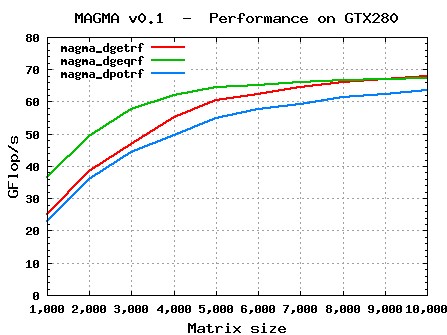 MAGMA v0.1 - Performance on GTX280
80
magma_dgetrf
70
magma_dgeqrf
magma_dpotrf
60
50
GFlop/s
40
30
20
10
0
1,000 2,000 3,000 4,000 5,000 6,000 7,000 8,000 9,000 10,000
Matrix size